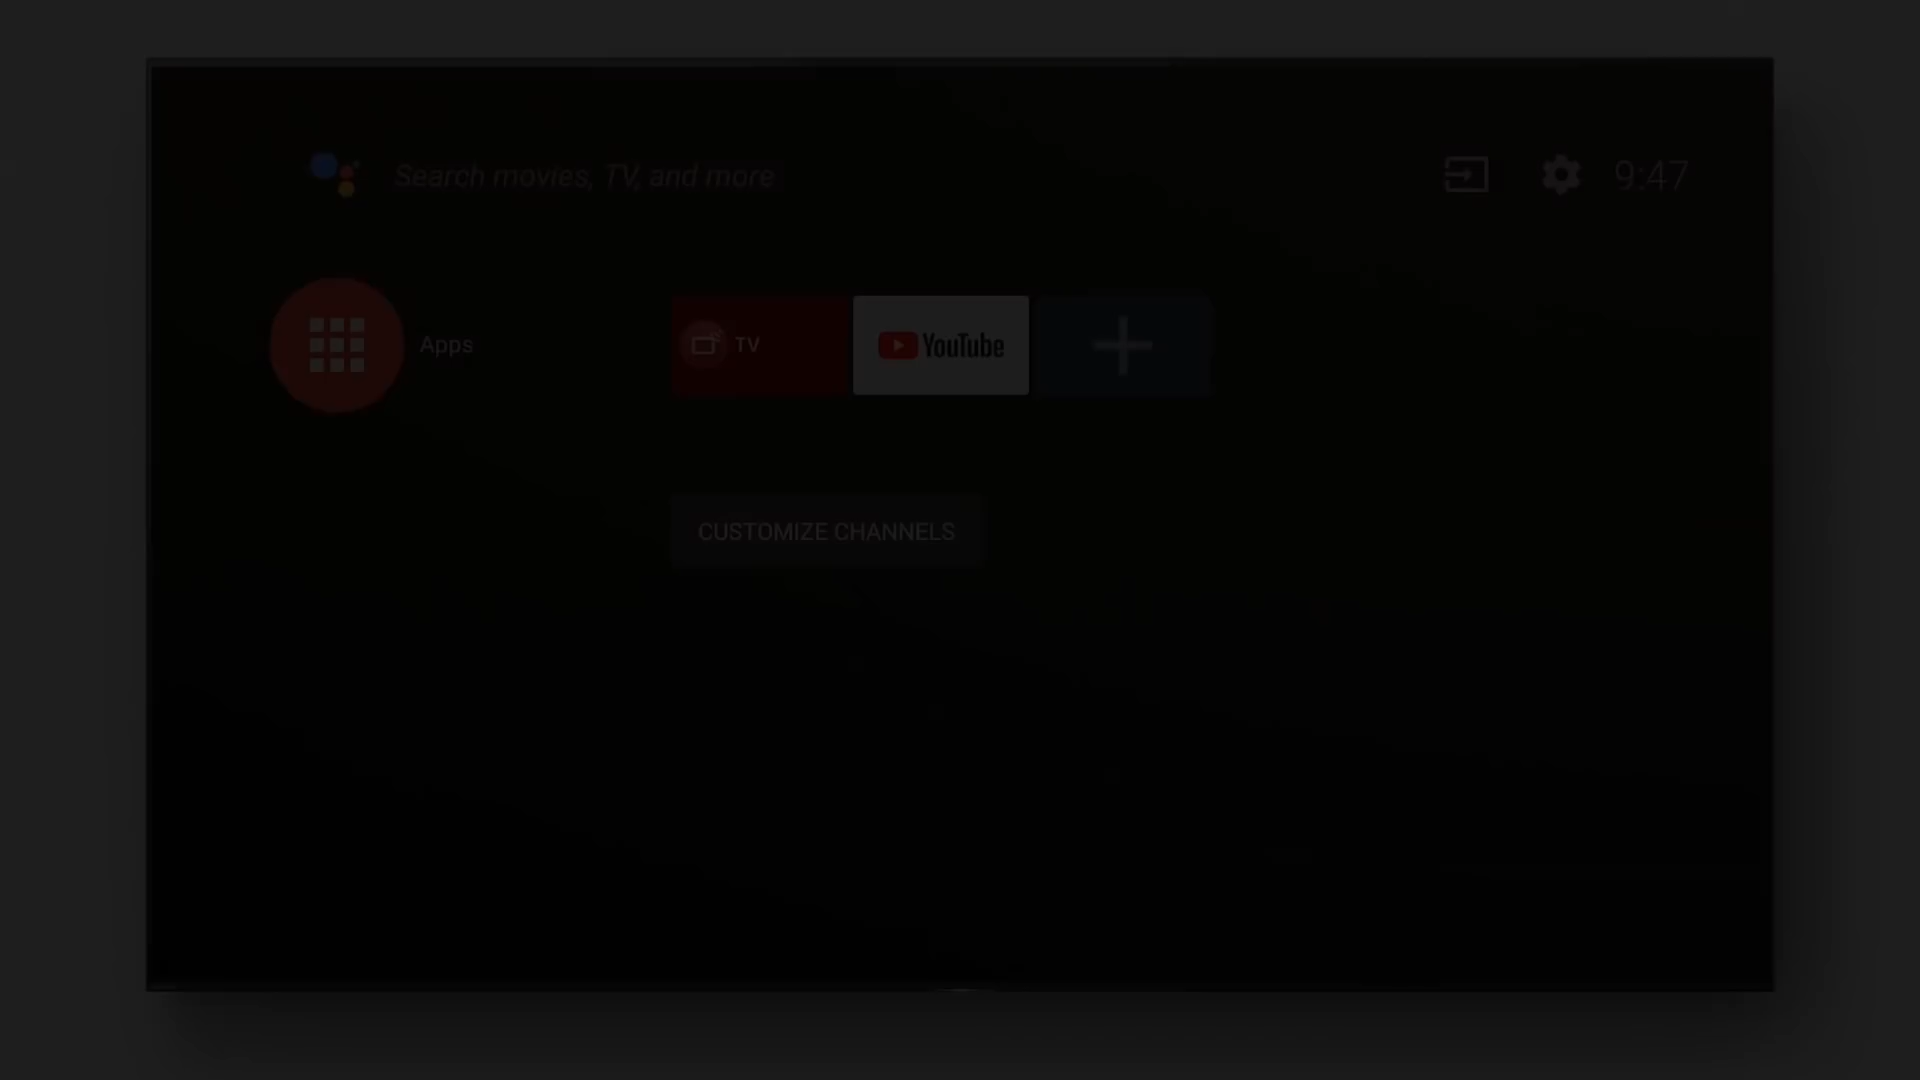 Search movies, TV, and more
9:47
Apps
TV
YouTube
CUSTOMIZE CHANNELS